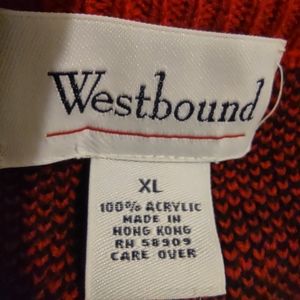 Westbound
XL
100% ACRYLIC
MADE IN
HONG KONG
RN 58909
CARE OVER